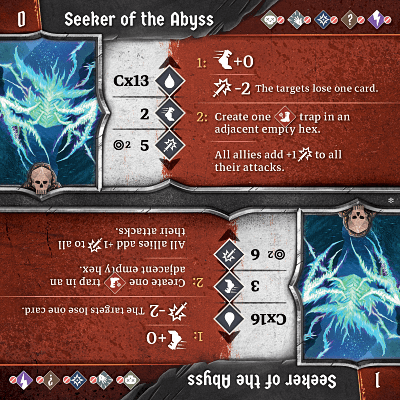 0
Seeker of the Abyss
?
Cx13
2
2 5
1: +0
-2 The targets lose one card.
2: Create one trap in an
adjacent empty hex.
All allies add +1 to all
their attacks.
1
Seeker of the Abyss
?
Cx16
3
2 6
1: +0
-2 The targets lose one card.
2: Create one trap in an
adjacent empty hex.
All allies add +1 to all
their attacks.